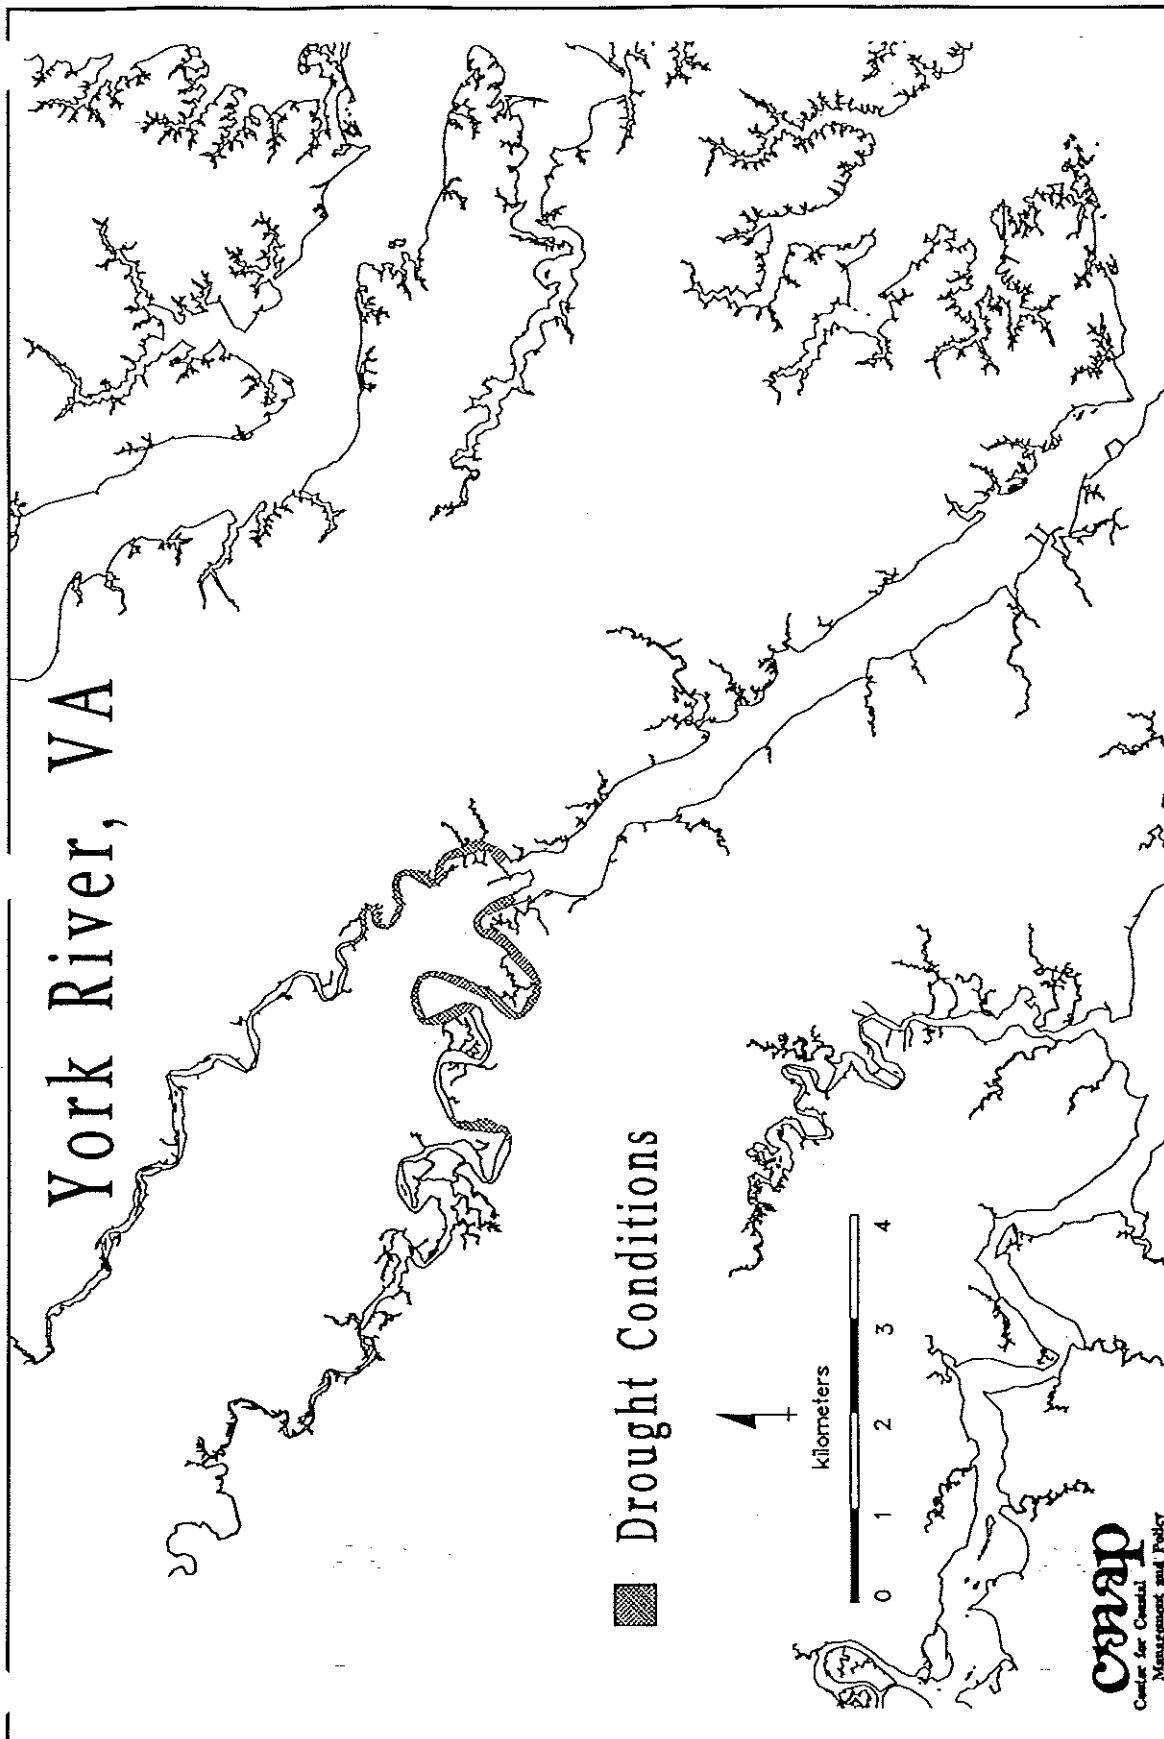 York River, VA
Drought Conditions
kilometers
0 1 2 3 4
cmap
Center for Coastal
Management and Policy